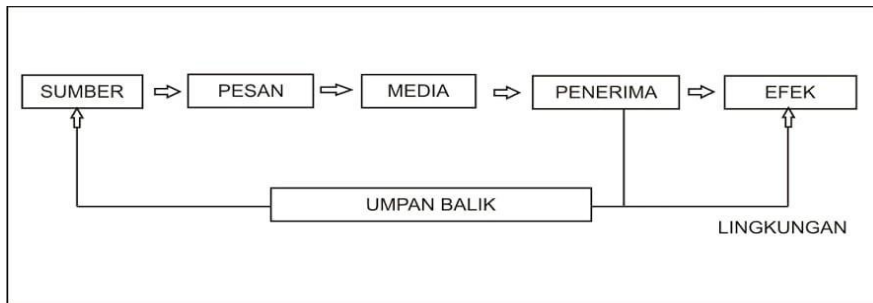 SUMBER
PESAN
MEDIA
PENERIMA
EFEK
UMPAN BALIK
LINGKUNGAN